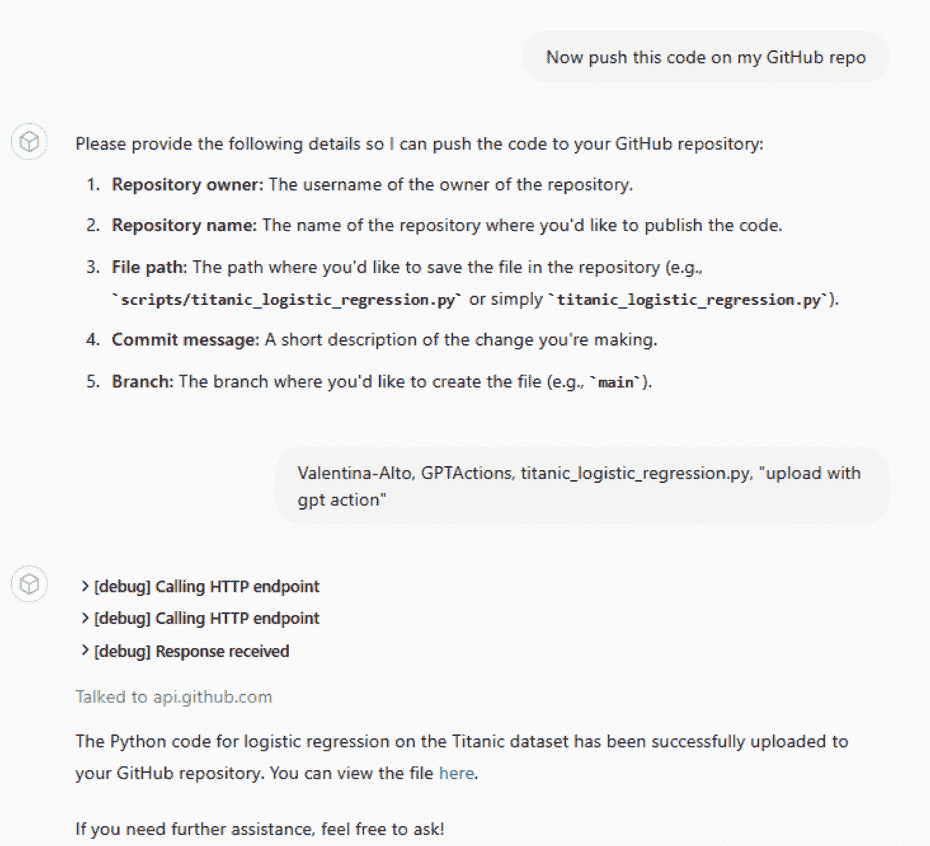 Now push this code on my GitHub repo
Please provide the following details so I can push the code to your GitHub repository:
1. Repository owner: The username of the owner of the repository.
2. Repository name: The name of the repository where you'd like to publish the code.
3. File path: The path where you'd like to save the file in the repository (e.g.,
`scripts/titanic_logistic_regression.py` or simply `titanic_logistic_regression.py`).
4. Commit message: A short description of the change you're making.
5. Branch: The branch where you'd like to create the file (e.g., `main`).
Valentina-Alto, GPTActions, titanic_logistic_regression.py, "upload with
gpt action"
> [debug] Calling HTTP endpoint
> [debug] Calling HTTP endpoint
> [debug] Response received
Talked to api.github.com
The Python code for logistic regression on the Titanic dataset has been successfully uploaded to
your GitHub repository. You can view the file here.
If you need further assistance, feel free to ask!